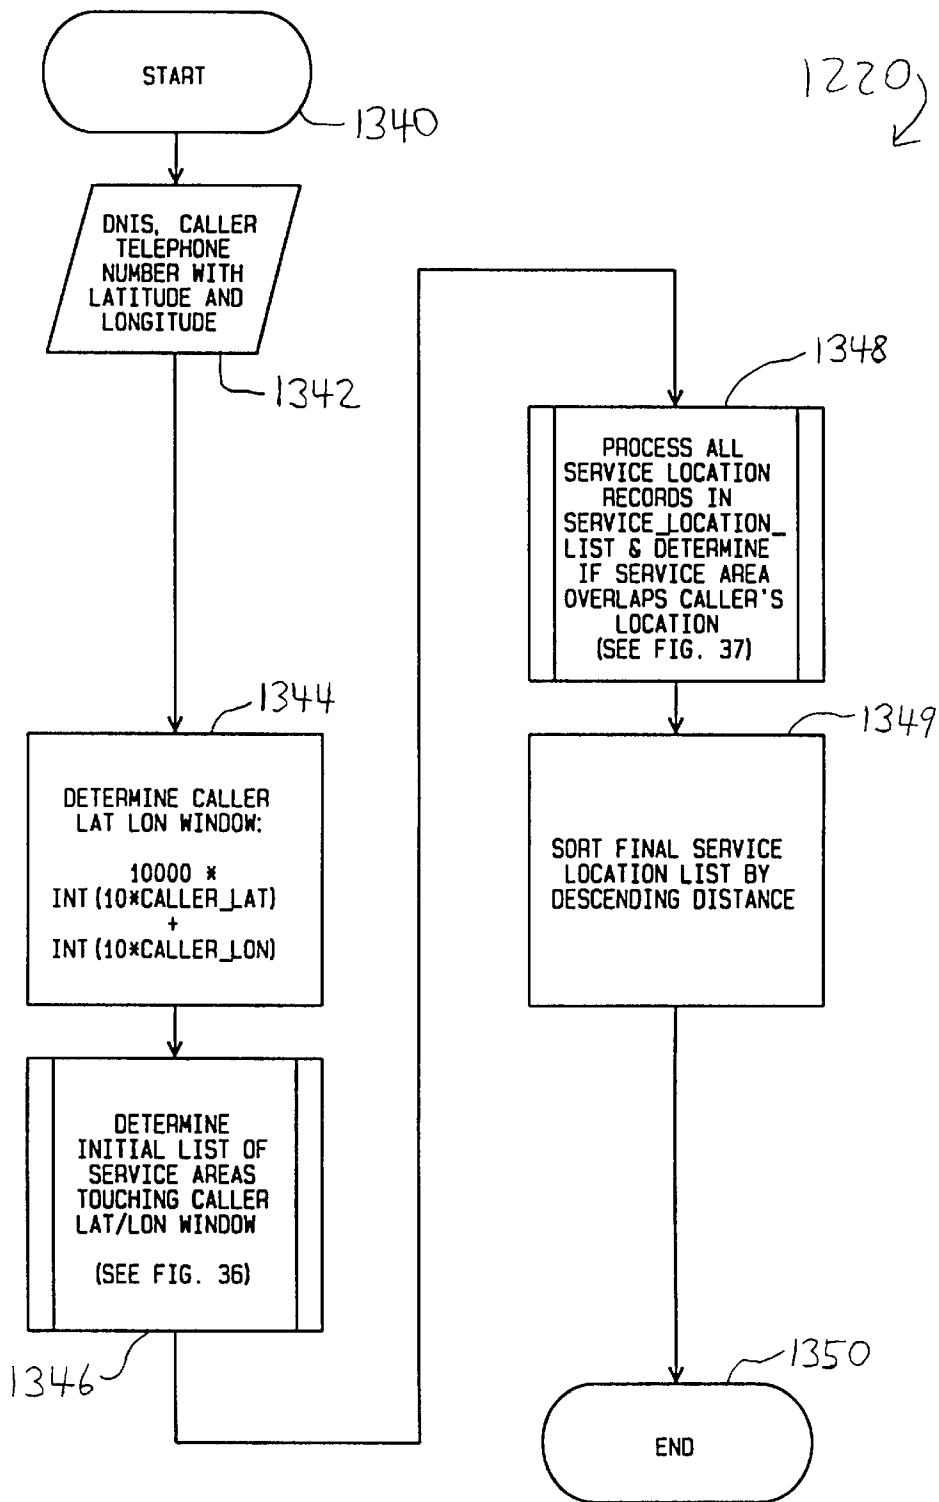 START
1340
1220
DNIS, CALLER
TELEPHONE
NUMBER WITH
LATITUDE AND
LONGITUDE
1342
1344
DETERMINE CALLER
LAT LON WINDOW:
10000 *
INT(10*CALLER_LAT)
+
INT(10*CALLER_LON)
DETERMINE
INITIAL LIST OF
SERVICE AREAS
TOUCHING CALLER
LAT/LON WINDOW
(SEE FIG. 36)
1346
1348
PROCESS ALL
SERVICE LOCATION
RECORDS IN
SERVICE_LOCATION_
LIST & DETERMINE
IF SERVICE AREA
OVERLAPS CALLER'S
LOCATION
(SEE FIG. 37)
1349
SORT FINAL SERVICE
LOCATION LIST BY
DESCENDING DISTANCE
1350
END